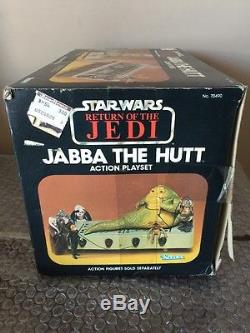 No. 70490
STAR WARS
RETURN OF THE
JEDI
JABBA THE HUTT
ACTION PLAYSET
ACTION FIGURES SOLD SEPARATELY
Kenner